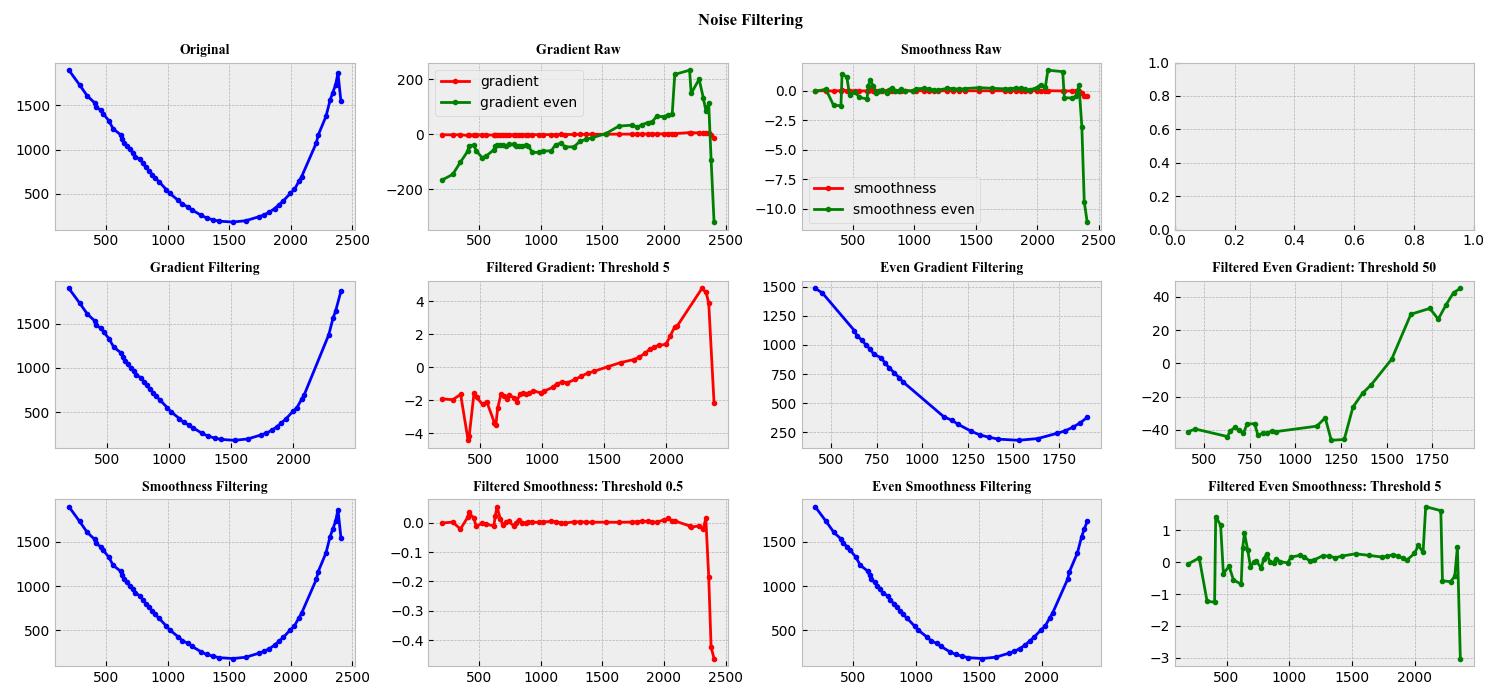 Noise Filtering
Original
Gradient Raw
Smoothness Raw
1500
1000
500
500 1000 1500 2000 2500
gradient
gradient even
200
0
−200
500 1000 1500 2000 2500
0.0
−2.5
−5.0
−7.5
−10.0
smoothness
smoothness even
500 1000 1500 2000 2500
1.0
0.8
0.6
0.4
0.2
0.0
0.0 0.2 0.4 0.6 0.8 1.0
Gradient Filtering
Filtered Gradient: Threshold 5
Even Gradient Filtering
Filtered Even Gradient: Threshold 50
1500
1000
500
500 1000 1500 2000
4
2
0
−2
−4
500 1000 1500 2000
1500
1250
1000
750
500
250
500 750 1000 1250 1500 1750
40
20
0
−20
−40
500 750 1000 1250 1500 1750
Smoothness Filtering
Filtered Smoothness: Threshold 0.5
Even Smoothness Filtering
Filtered Even Smoothness: Threshold 5
1500
1000
500
500 1000 1500 2000 2500
0.0
−0.1
−0.2
−0.3
−0.4
500 1000 1500 2000 2500
1500
1000
500
500 1000 1500 2000
1
0
−1
−2
−3
500 1000 1500 2000